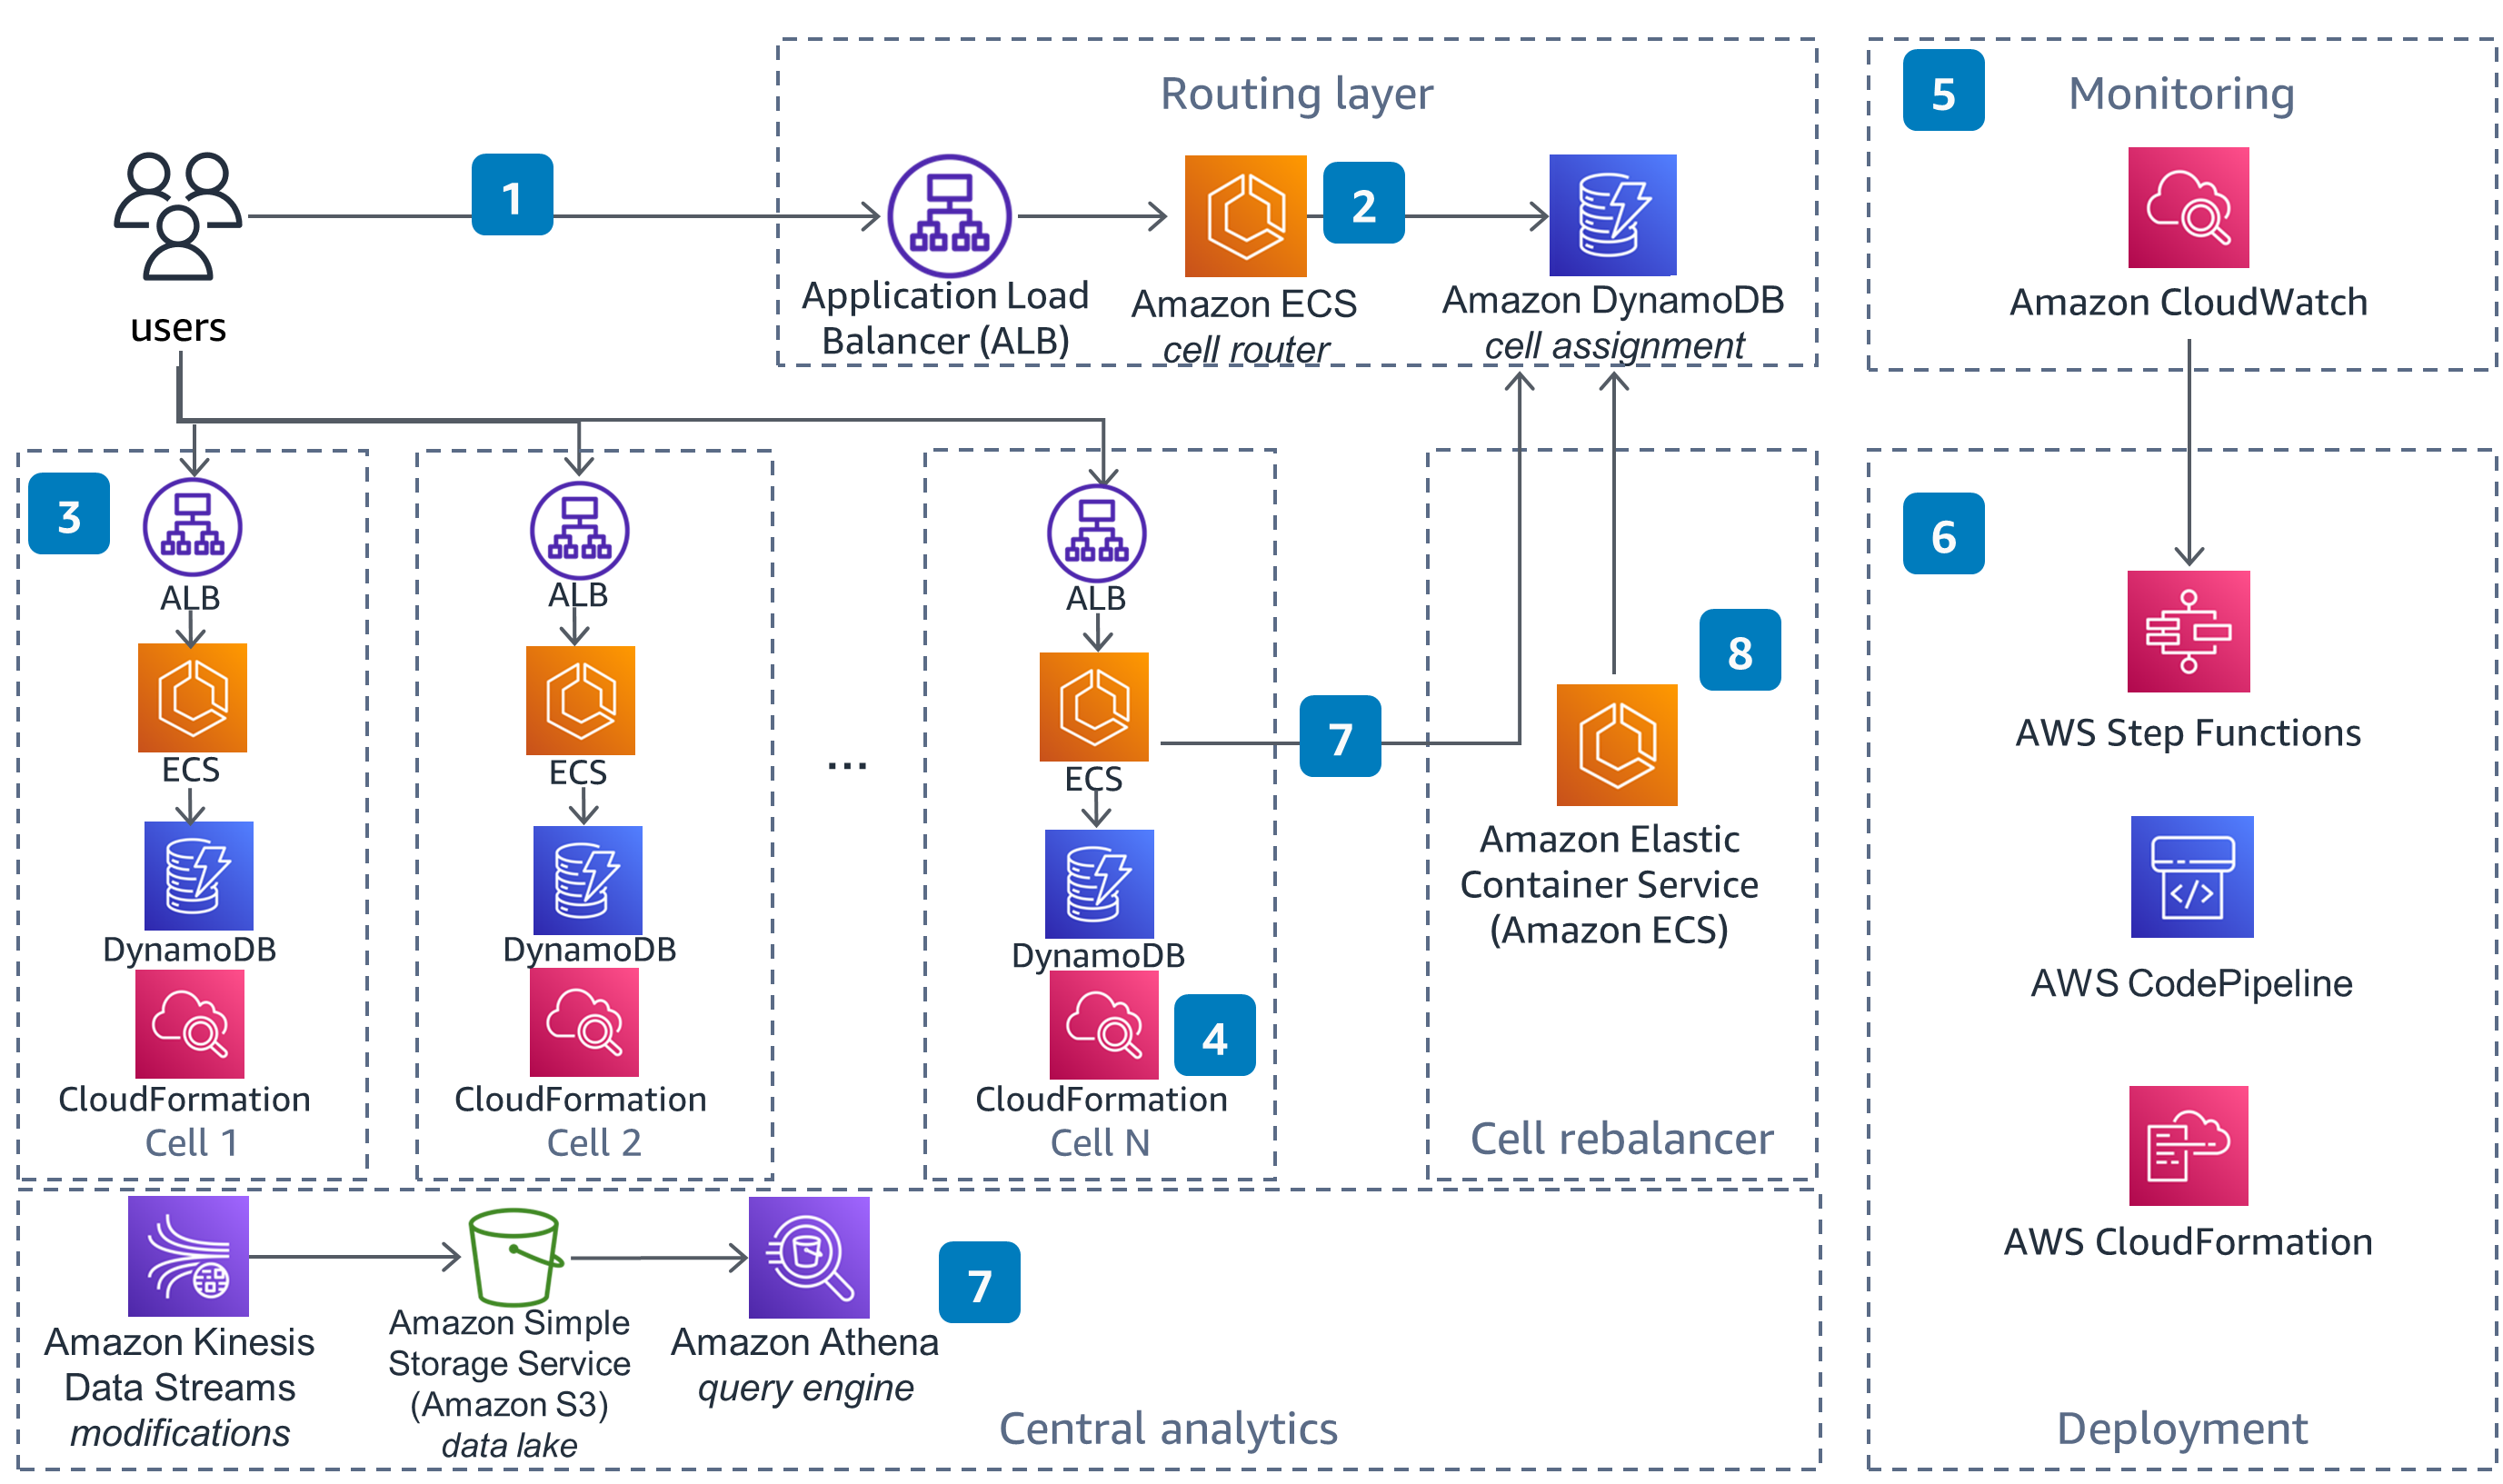 Routing layer
1
2
users
Application Load
Balancer (ALB)
Amazon ECS
cell router
Amazon DynamoDB
cell assignment
5
Monitoring
Amazon CloudWatch
3
ALB
ECS
DynamoDB
CloudFormation
Cell 1
ALB
ECS
DynamoDB
CloudFormation
Cell 2
...
ALB
ECS
DynamoDB
4
CloudFormation
Cell N
7
8
Amazon Elastic
Container Service
(Amazon ECS)
Cell rebalancer
6
AWS Step Functions
AWS CodePipeline
AWS CloudFormation
Deployment
Amazon Kinesis
Data Streams
modifications
Amazon Simple
Storage Service
(Amazon S3)
data lake
Amazon Athena
query engine
7
Central analytics